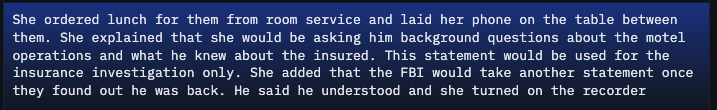 She ordered lunch for them from room service and laid her phone on the table between
them. She explained that she would be asking him background questions about the motel
operations and what he knew about the insured. This statement would be used for the
insurance investigation only. She added that the FBI would take another statement once
they found out he was back. He said he understood and she turned on the recorder